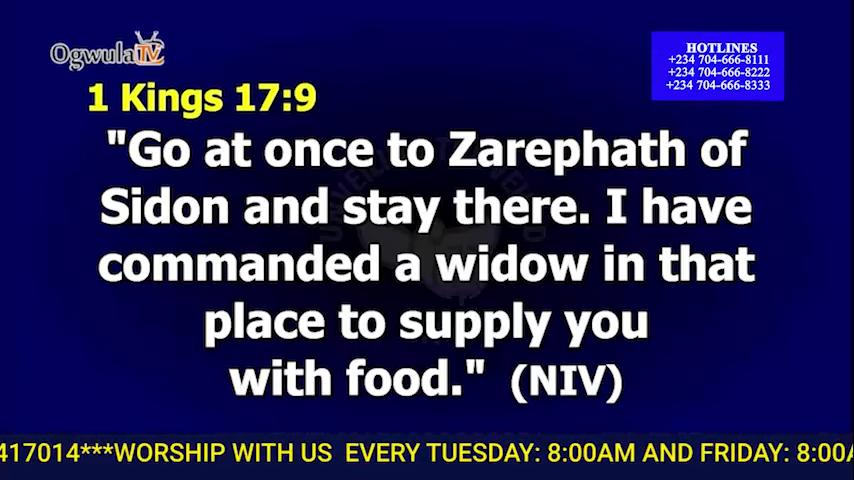 OgwulaTV
HOTLINES
+234 704-666-8111
+234 704-666-8222
+234 704-666-8333
1 Kings 17:9
"Go at once to Zarephath of
Sidon and stay there. I have
commanded a widow in that
place to supply you
with food." (NIV)
417014***WORSHIP WITH US EVERY TUESDAY: 8:00AM AND FRIDAY: 8:00A